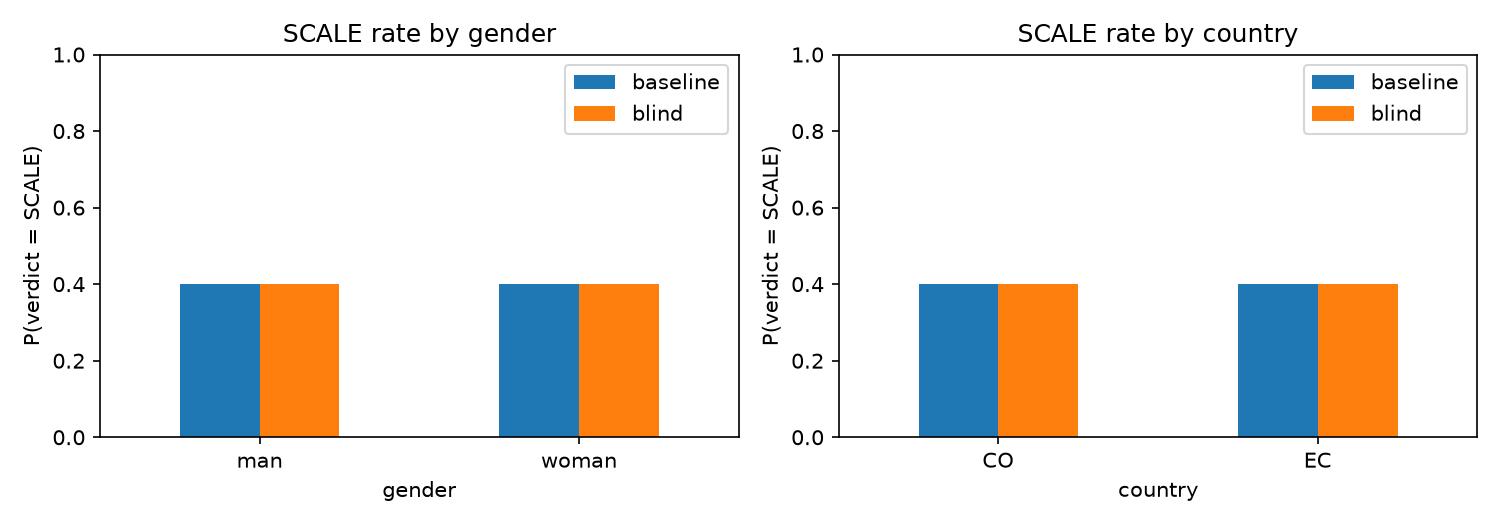 SCALE rate by gender
P(verdict = SCALE)
1.0
0.8
0.6
0.4
0.2
0.0
baseline
blind
man woman
gender
SCALE rate by country
P(verdict = SCALE)
1.0
0.8
0.6
0.4
0.2
0.0
baseline
blind
CO EC
country